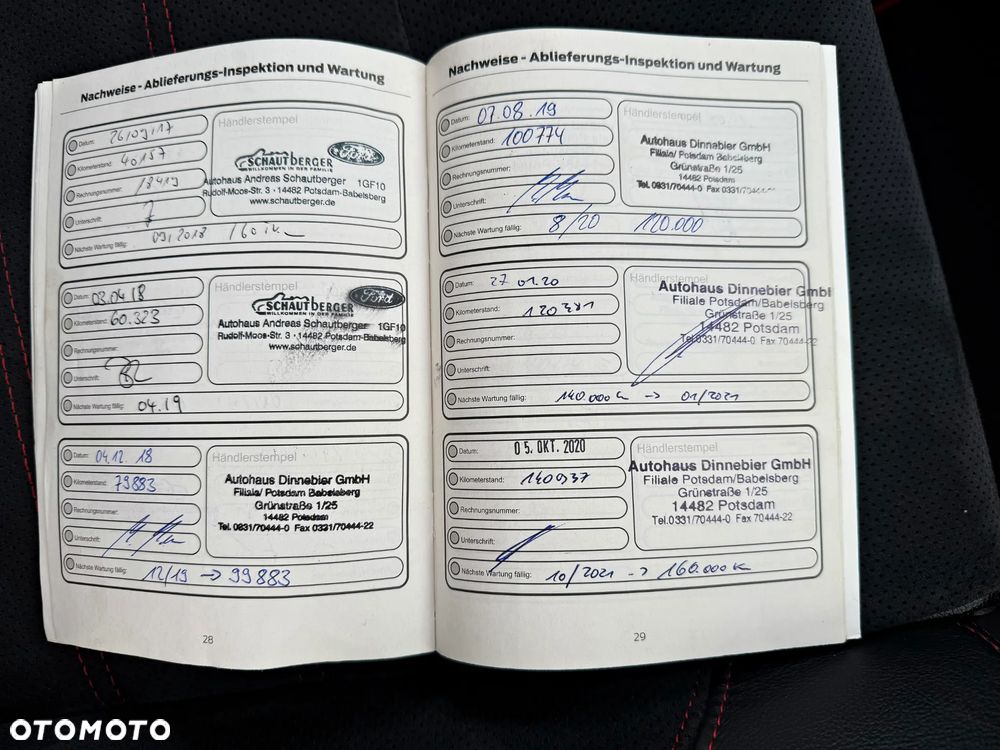 Nachweise - Ablieferungs-Inspektion und Wartung
Datum: 26/09/17
Kilometerstand: 40157
Rechnungsnummer: 18419
Unterschrift:
Nächste Wartung fällig: 09/2018 / 60
Händlerstempel
SCHAUTBERGER
WILLKOMMEN IN DER FAMILIE
Ford
Autohaus Andreas Schautberger 1GF10
Rudolf-Moos-Str. 3 · 14482 Potsdam-Babelsberg
www.schautberger.de
Datum: 03.04.18
Kilometerstand: 60.323
Rechnungsnummer:
Unterschrift:
Nächste Wartung fällig: 04.19
Händlerstempel
SCHAUTBERGER
WILLKOMMEN IN DER FAMILIE
Ford
Autohaus Andreas Schautberger 1GF10
Rudolf-Moos-Str. 3 · 14482 Potsdam-Babelsberg
www.schautberger.de
Datum: 04.12.18
Kilometerstand: 79883
Rechnungsnummer:
Unterschrift:
Nächste Wartung fällig: 12/19 -> 99883
Händlerstempel
Autohaus Dinnebier GmbH
Filiale/ Potsdam Babelsberg
Grünstraße 1/25
14482 Potsdam
Tel. 0331/70444-0 Fax 0331/70444-22
28
Nachweise - Ablieferungs-Inspektion und Wartung
Datum: 07.08.19
Kilometerstand: 100774
Rechnungsnummer:
Unterschrift:
Nächste Wartung fällig: 8/20 120.000
Händlerstempel
Autohaus Dinnebier GmbH
Filiale/ Potsdam Babelsberg
Grünstraße 1/25
14482 Potsdam
Tel. 0331/70444-0 Fax 0331/70444-
Datum: 27 01.20
Kilometerstand: 120381
Rechnungsnummer:
Unterschrift:
Nächste Wartung fällig: 140.000 K -> 01/2021
Händlerstempel
Autohaus Dinnebier GmbH
Filiale Potsdam/Babelsberg
Grünstraße 1/25
14482 Potsdam
Tel.0331/70444-0 Fax 70444-22
Datum: 05. OKT. 2020
Kilometerstand: 140937
Rechnungsnummer:
Unterschrift:
Nächste Wartung fällig: 10/2021 -> 160.000 K
Händlerstempel
Autohaus Dinnebier GmbH
Filiale Potsdam/Babelsberg
Grünstraße 1/25
14482 Potsdam
Tel.0331/70444-0 Fax 70444-22
29
OTOMOTO